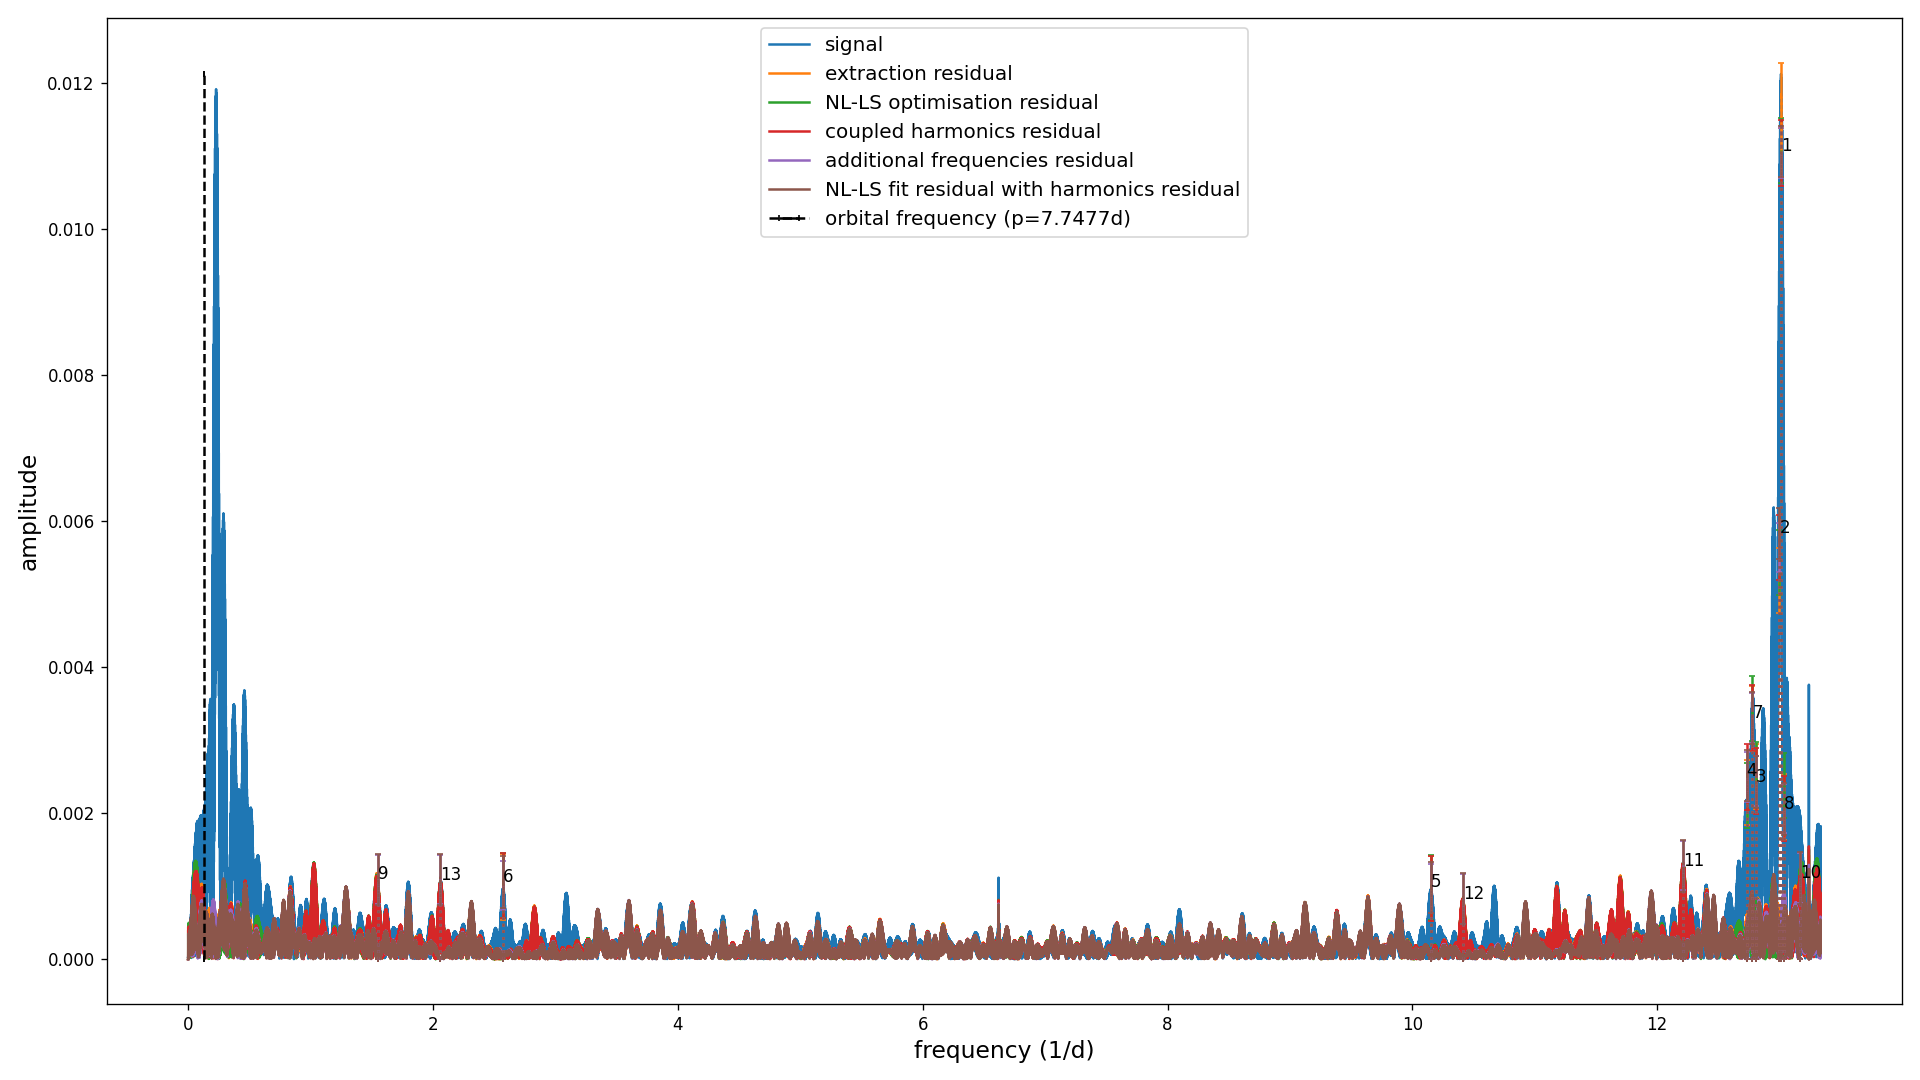 signal
extraction residual
NL-LS optimisation residual
coupled harmonics residual
additional frequencies residual
NL-LS fit residual with harmonics residual
orbital frequency (p=7.7477d)
0.012
0.010
0.008
0.006
0.004
0.002
0.000
amplitude
1
2
7
4
3
8
9
13
6
5
12
11
10
0 2 4 6 8 10 12
frequency (1/d)